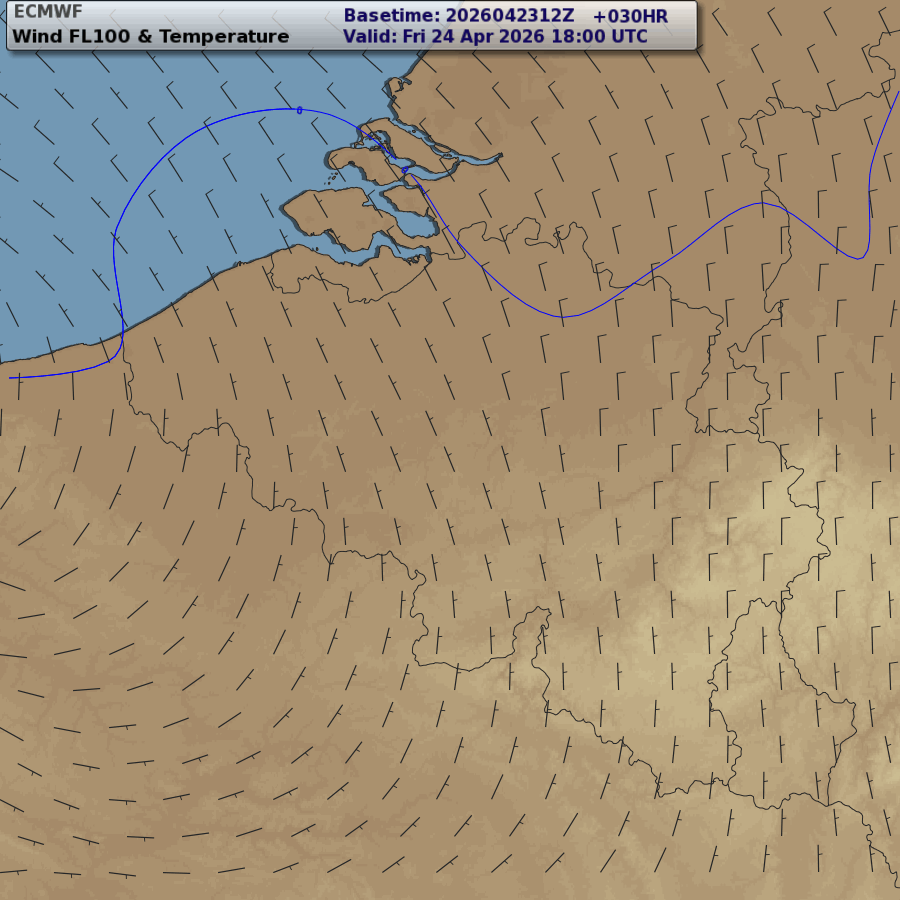 ECMWF
Wind FL100 & Temperature
Basetime: 2026042312Z +030HR
Valid: Fri 24 Apr 2026 18:00 UTC
0